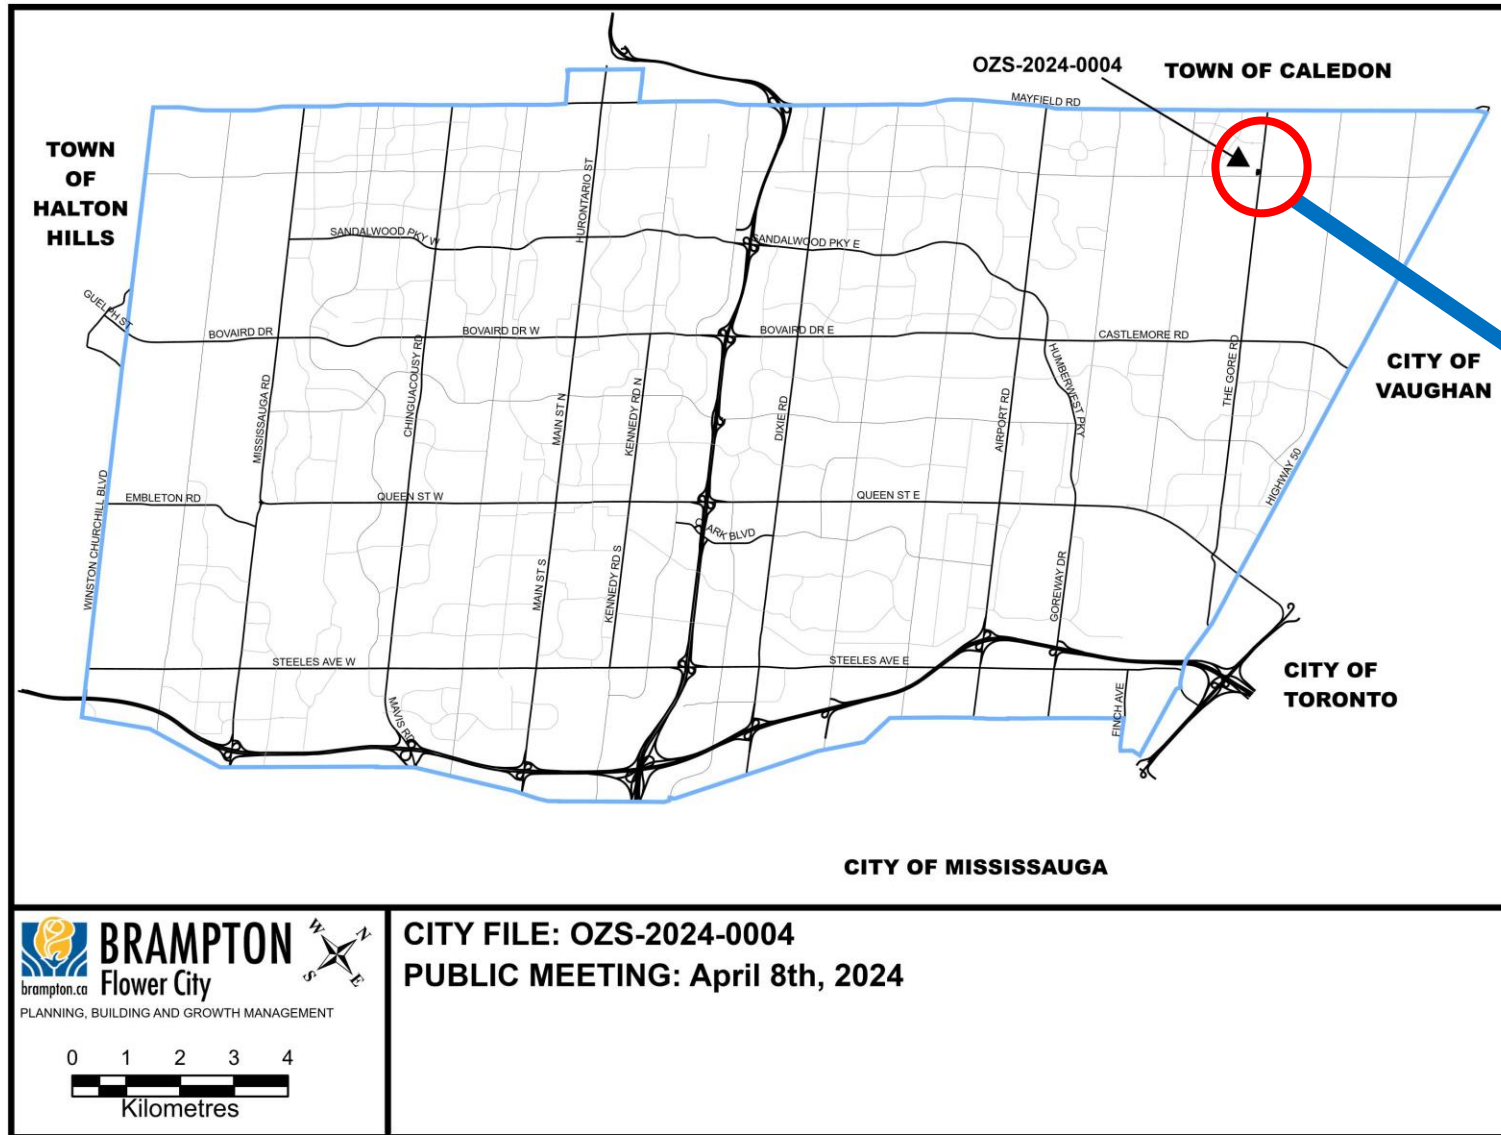 OZS-2024-0004
TOWN OF CALEDON
MAYFIELD RD
TOWN
OF
HALTON
HILLS
HURONTARIO ST
SANDALWOOD PKY W
SANDALWOOD PKY E
GUELPH ST
BOVAIRD DR
BOVAIRD DR W
BOVAIRD DR E
CASTLEMORE RD
CITY OF
VAUGHAN
MISSISSAUGA RD
CHINGUACOUSY RD
MAIN ST N
KENNEDY RD N
DIXIE RD
AIRPORT RD
HUMBERWEST PKY
THE GORE RD
HIGHWAY 50
WINSTON CHURCHILL BLVD
EMBLETON RD
QUEEN ST W
QUEEN ST E
CLARK BLVD
MAIN ST S
KENNEDY RD S
GOREWAY DR
STEELES AVE W
STEELES AVE E
MAVIS RD
FINCH AVE
CITY OF
TORONTO
CITY OF MISSISSAUGA
BRAMPTON
Flower City
brampton.ca
W N
S E
PLANNING, BUILDING AND GROWTH MANAGEMENT
0 1 2 3 4
Kilometres
CITY FILE: OZS-2024-0004
PUBLIC MEETING: April 8th, 2024